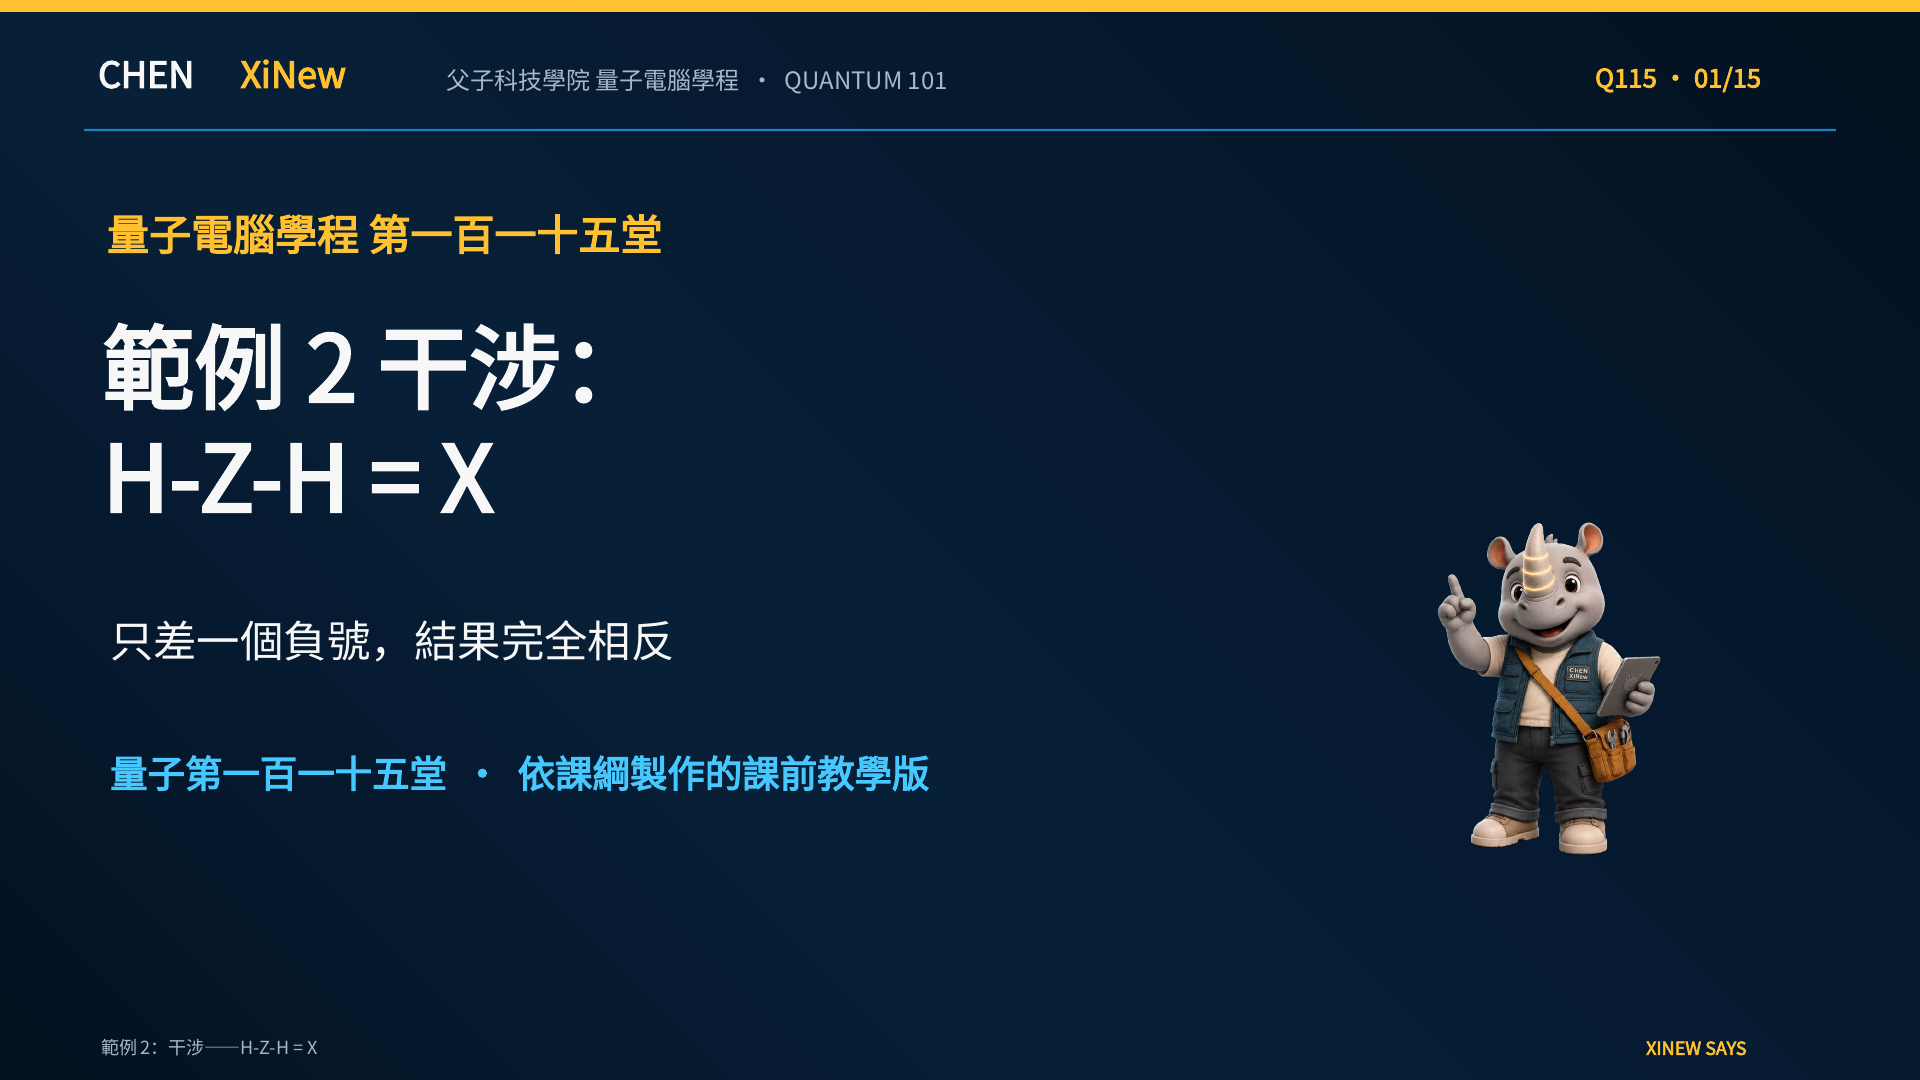 CHEN XiNew
父子科技學院 量子電腦學程 · QUANTUM 101
Q115 · 01/15
量子電腦學程 第一百一十五堂
範例 2 干涉：
H-Z-H = X
只差一個負號，結果完全相反
量子第一百一十五堂 · 依課綱製作的課前教學版
CHEN
XiNew
範例 2：干涉——H-Z-H = X
XINEW SAYS